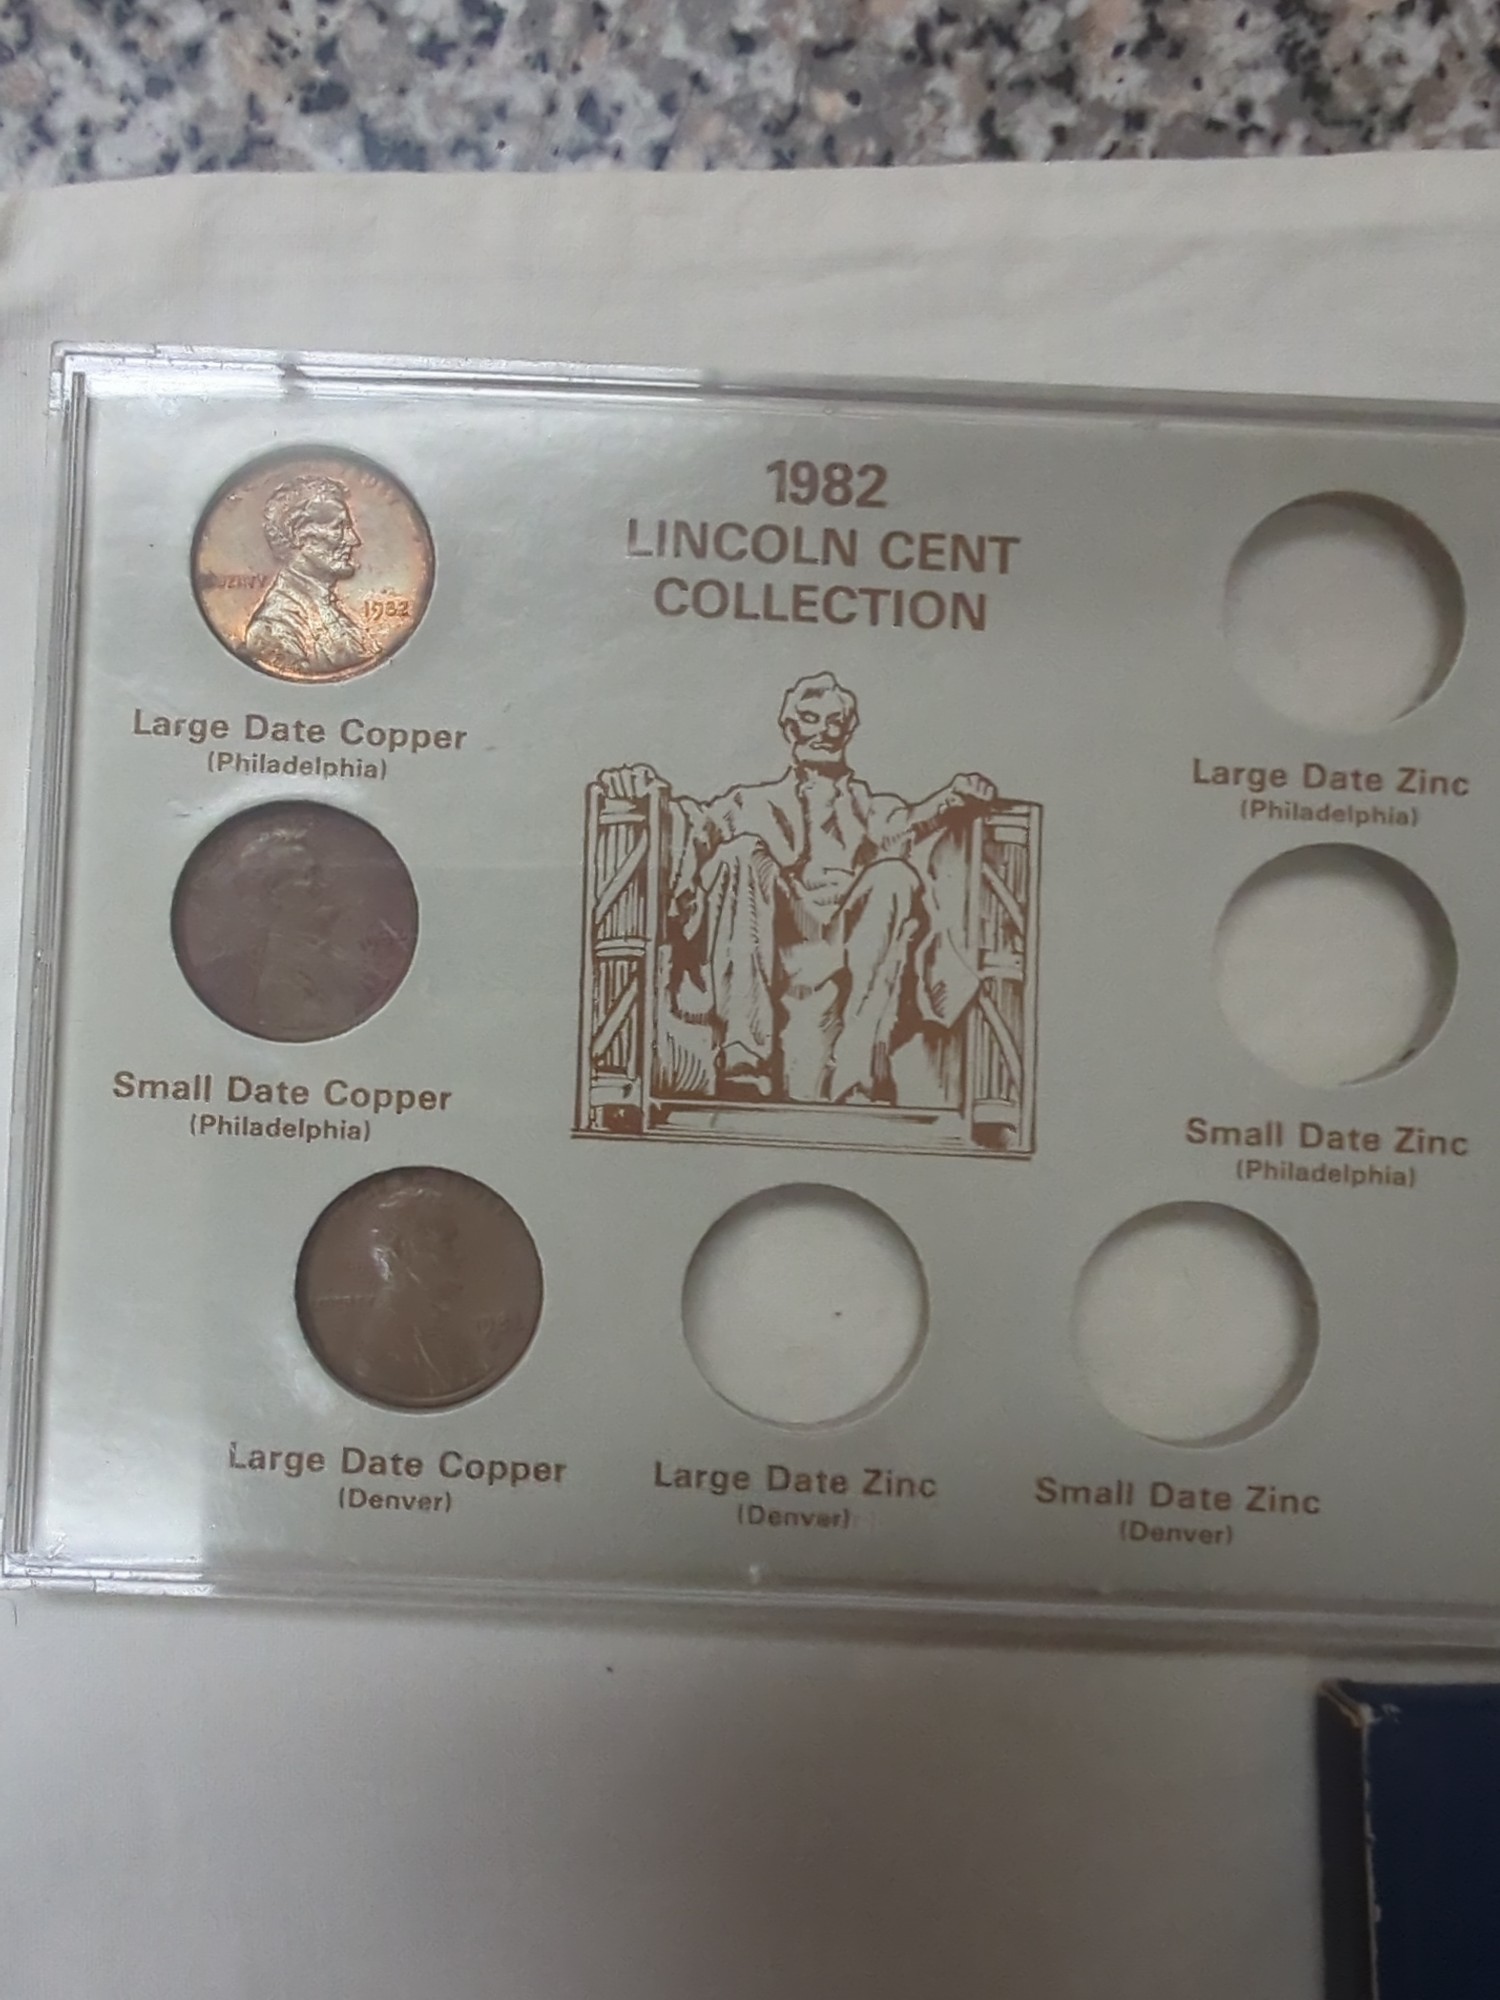 1982
LINCOLN CENT
COLLECTION
LIBERTY
1982
Large Date Copper
(Philadelphia)
Large Date Zinc
(Philadelphia)
Small Date Copper
(Philadelphia)
Small Date Zinc
(Philadelphia)
Large Date Copper
(Denver)
Large Date Zinc
(Denver)
Small Date Zinc
(Denver)